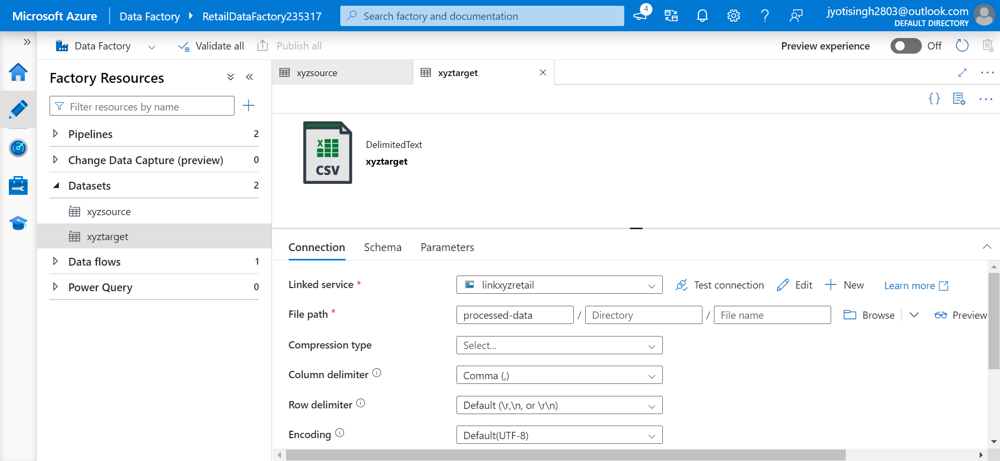 Microsoft Azure
Data Factory
RetailDataFactory235317
Search factory and documentation
4
jyotisingh2803@outlook.com
DEFAULT DIRECTORY
Data Factory
Validate all
Publish all
Preview experience
Off
Factory Resources
Filter resources by name
Pipelines 2
Change Data Capture (preview) 0
Datasets 2
xyzsource
xyztarget
Data flows 1
Power Query 0
xyzsource
xyztarget
X
CSV
DelimitedText
xyztarget
Connection Schema Parameters
Linked service * linkxyzretail Test connection Edit New Learn more
File path * processed-data / Directory / File name Browse Preview
Compression type Select...
Column delimiter Comma (,)
Row delimiter Default (\r,\n, or \r\n)
Encoding Default(UTF-8)